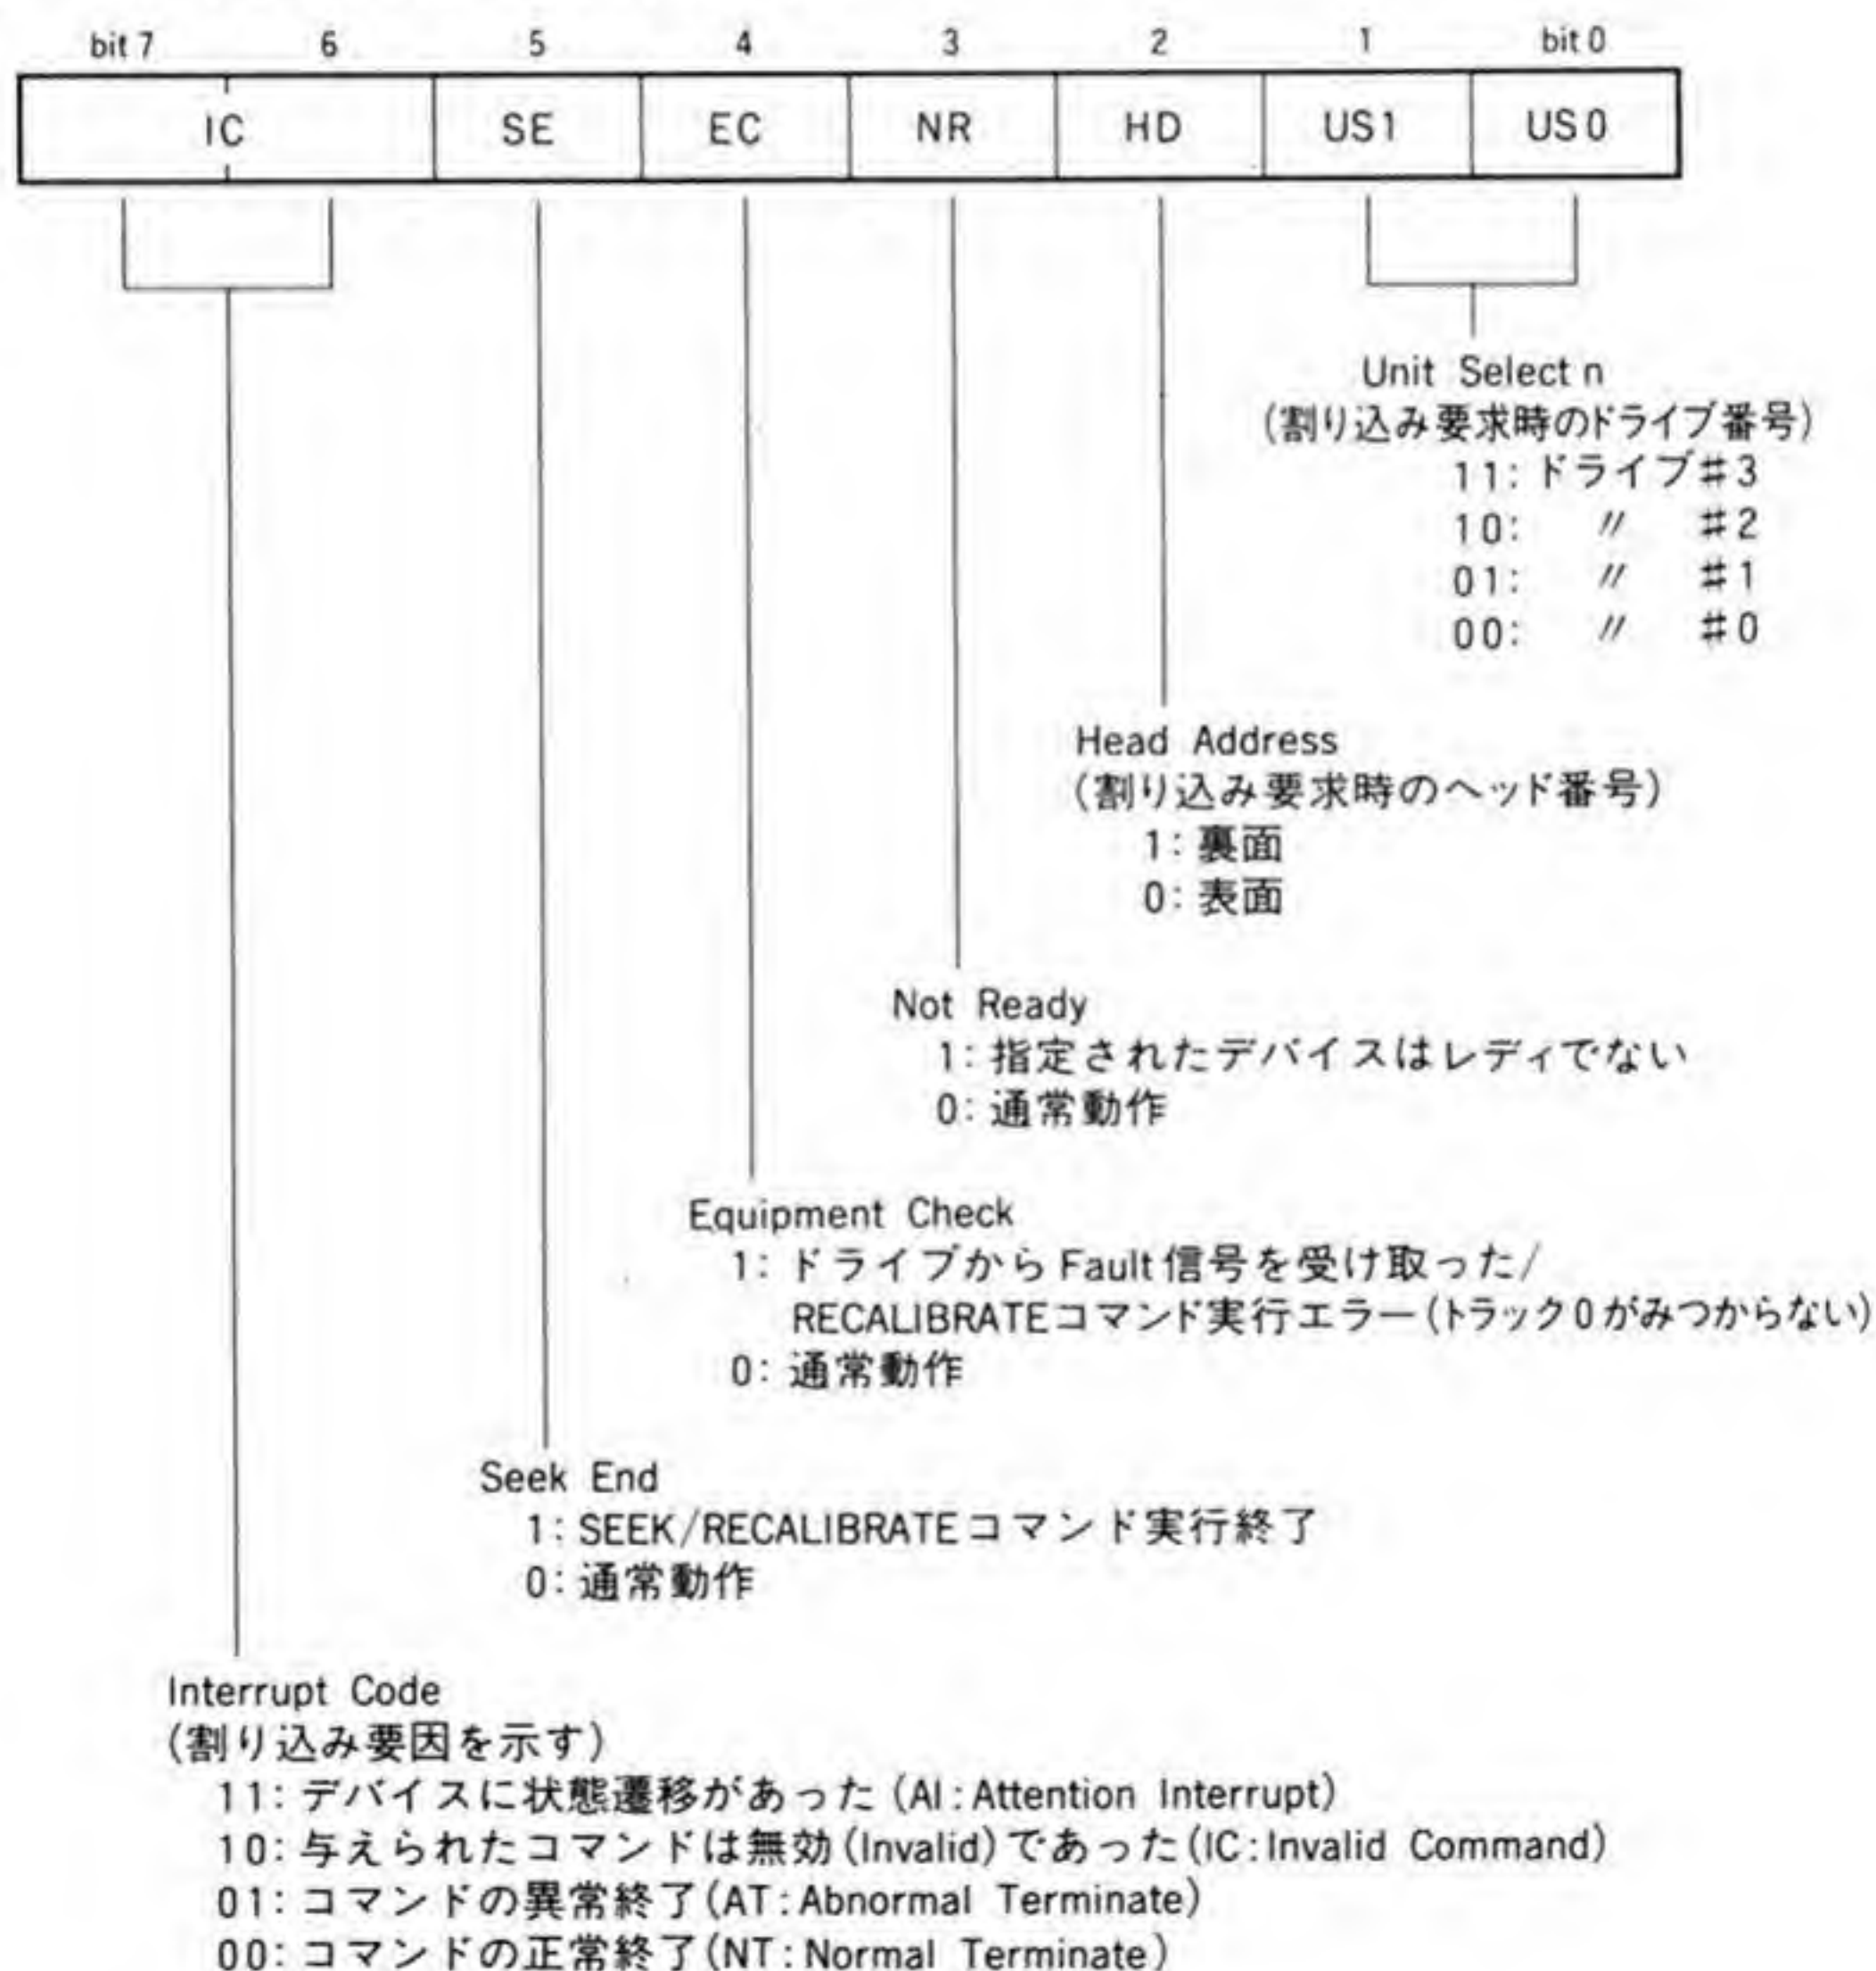 bit 7 6 5 4 3 2 1 bit 0
IC SE EC NR HD US1 US0
Unit Select n
(割り込み要求時のドライブ番号)
11: ドライブ#3
10: 〃 #2
01: 〃 #1
00: 〃 #0
Head Address
(割り込み要求時のヘッド番号)
1: 裏面
0: 表面
Not Ready
1: 指定されたデバイスはレディでない
0: 通常動作
Equipment Check
1: ドライブからFault信号を受け取った/
RECALIBRATEコマンド実行エラー(トラック0がみつからない)
0: 通常動作
Seek End
1: SEEK/RECALIBRATEコマンド実行終了
0: 通常動作
Interrupt Code
(割り込み要因を示す)
11: デバイスに状態遷移があった(AI:Attention Interrupt)
10: 与えられたコマンドは無効(Invalid)であった(IC:Invalid Command)
01: コマンドの異常終了(AT:Abnormal Terminate)
00: コマンドの正常終了(NT:Normal Terminate)